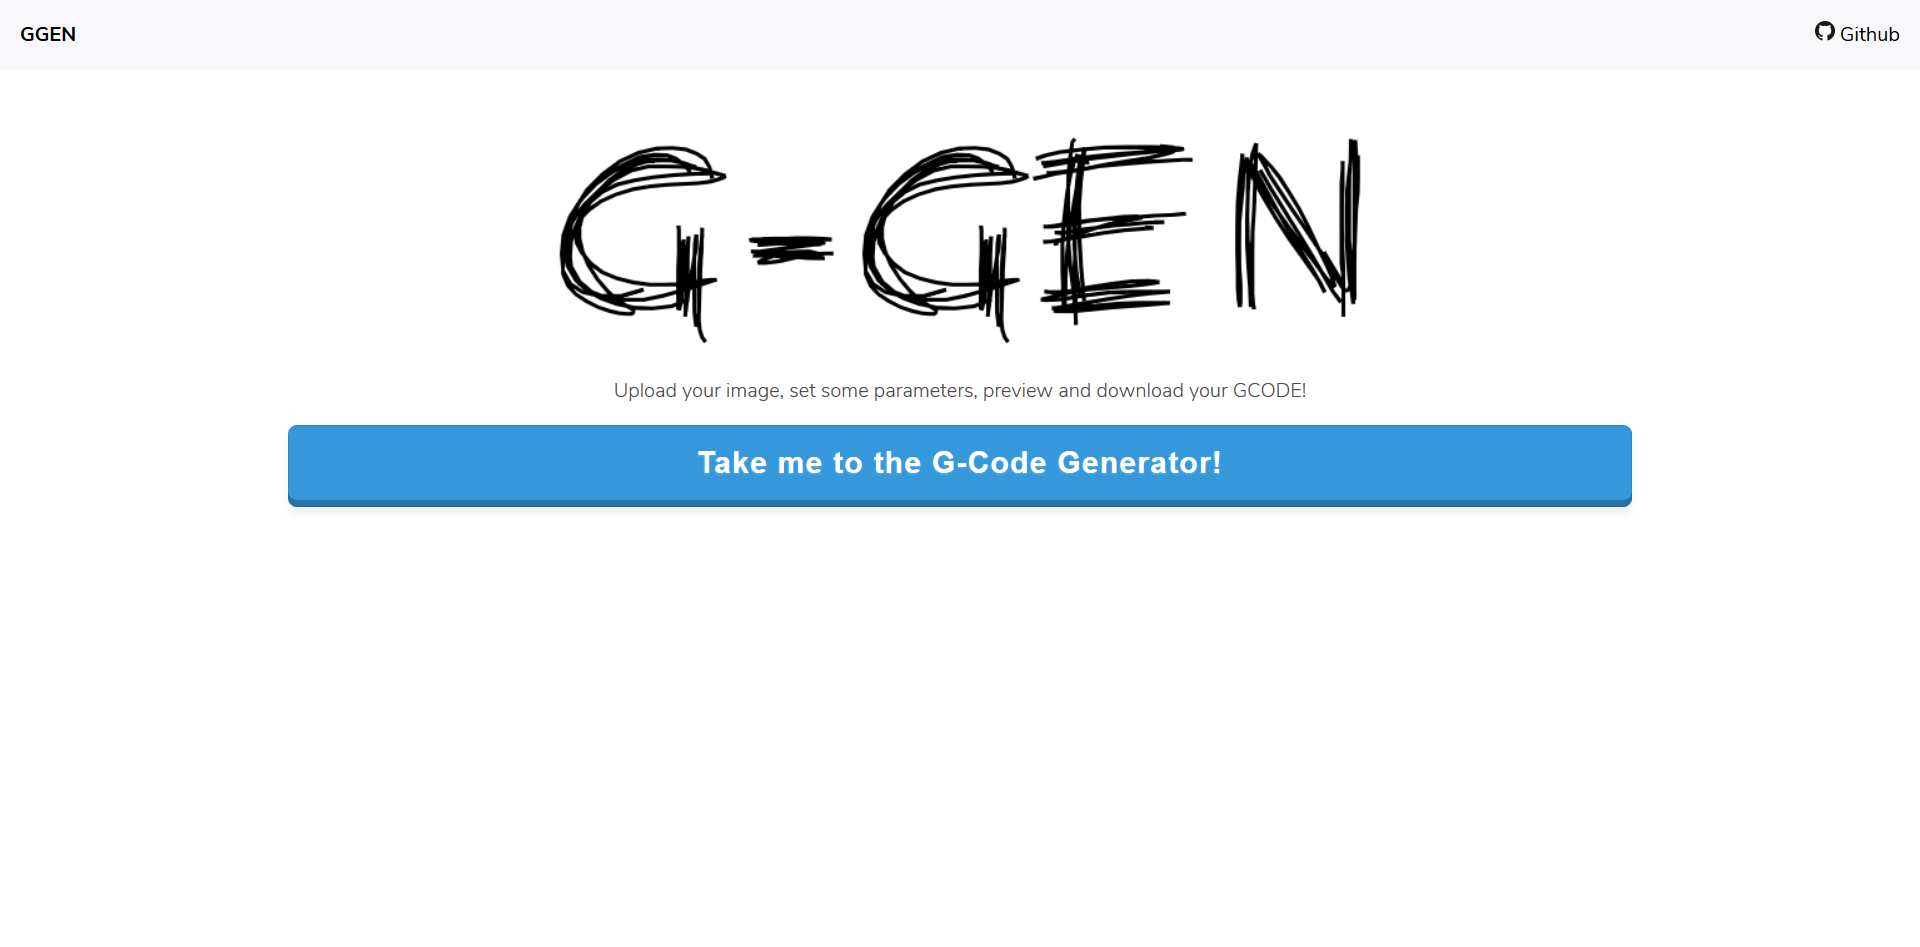 GGEN
Github
G-GEN
Upload your image, set some parameters, preview and download your GCODE!
Take me to the G-Code Generator!